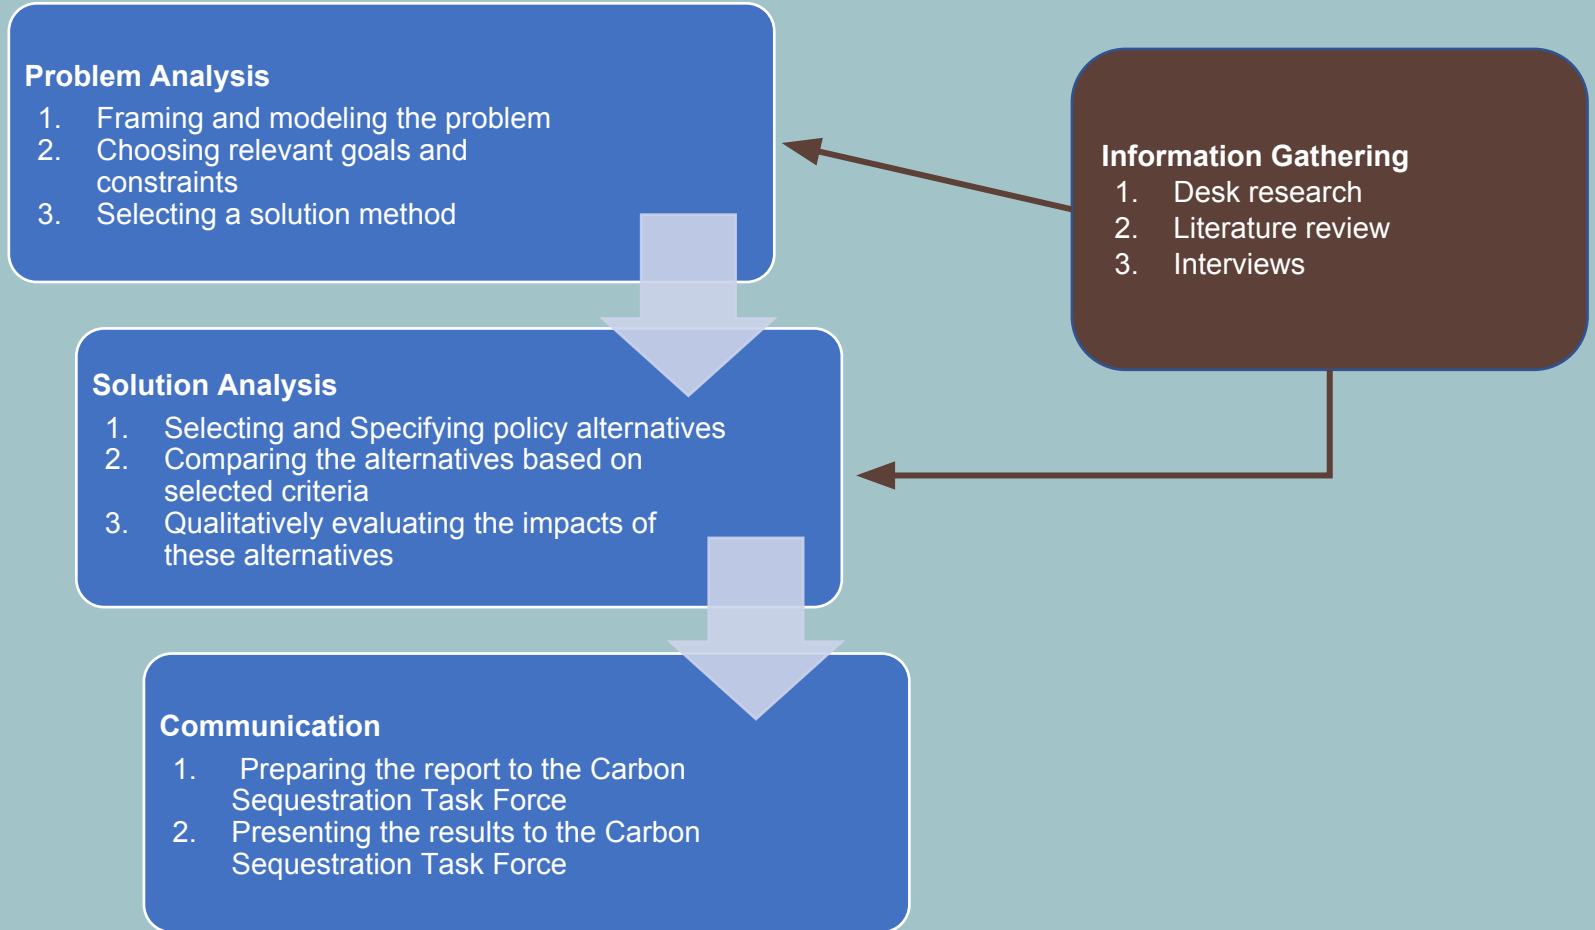 Problem Analysis
1. Framing and modeling the problem
2. Choosing relevant goals and
constraints
3. Selecting a solution method
Information Gathering
1. Desk research
2. Literature review
3. Interviews
Solution Analysis
1. Selecting and Specifying policy alternatives
2. Comparing the alternatives based on
selected criteria
3. Qualitatively evaluating the impacts of
these alternatives
Communication
1. Preparing the report to the Carbon
Sequestration Task Force
2. Presenting the results to the Carbon
Sequestration Task Force